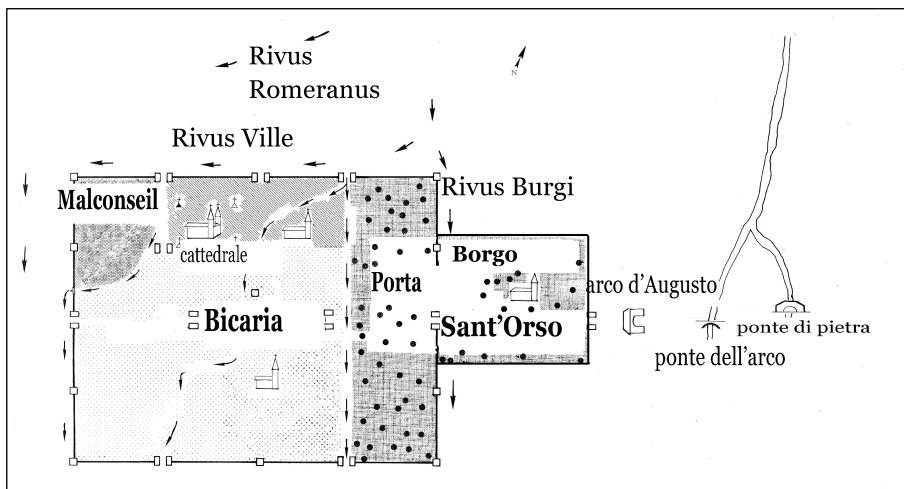 Rivus
Romeranus
N
Rivus Ville
Rivus Burgi
Malconseil
cattedrale
Borgo
Porta
arco d'Augusto
Bicaria
Sant'Orso
ponte di pietra
ponte dell'arco